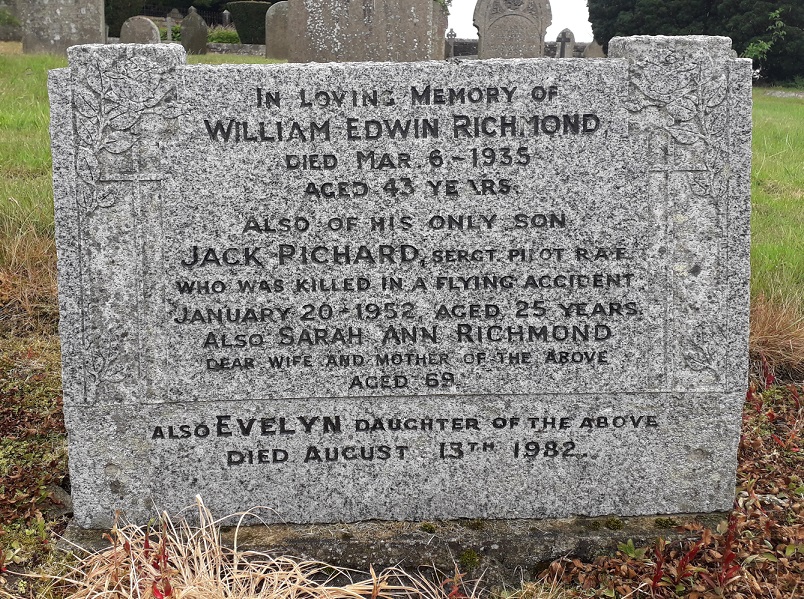 IN LOVING MEMORY OF
WILLIAM EDWIN RICHMOND,
DIED MAR. 6 - 1935
AGED 43 YEARS.
ALSO OF HIS ONLY SON
JACK RICHARD, SERGT. PILOT R.A.F.
WHO WAS KILLED IN A FLYING ACCIDENT
JANUARY 20 - 1952, AGED 25 YEARS.
ALSO SARAH ANN RICHMOND
DEAR WIFE AND MOTHER OF THE ABOVE
AGED 69.
ALSO EVELYN DAUGHTER OF THE ABOVE
DIED AUGUST 13TH 1982.